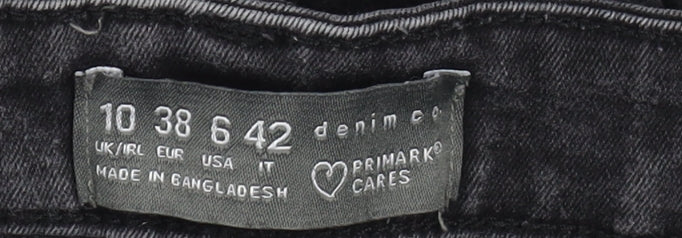 10 38 6 42 denim co
UK/IRL EUR USA IT
PRIMARK®
CARES
MADE IN BANGLADESH